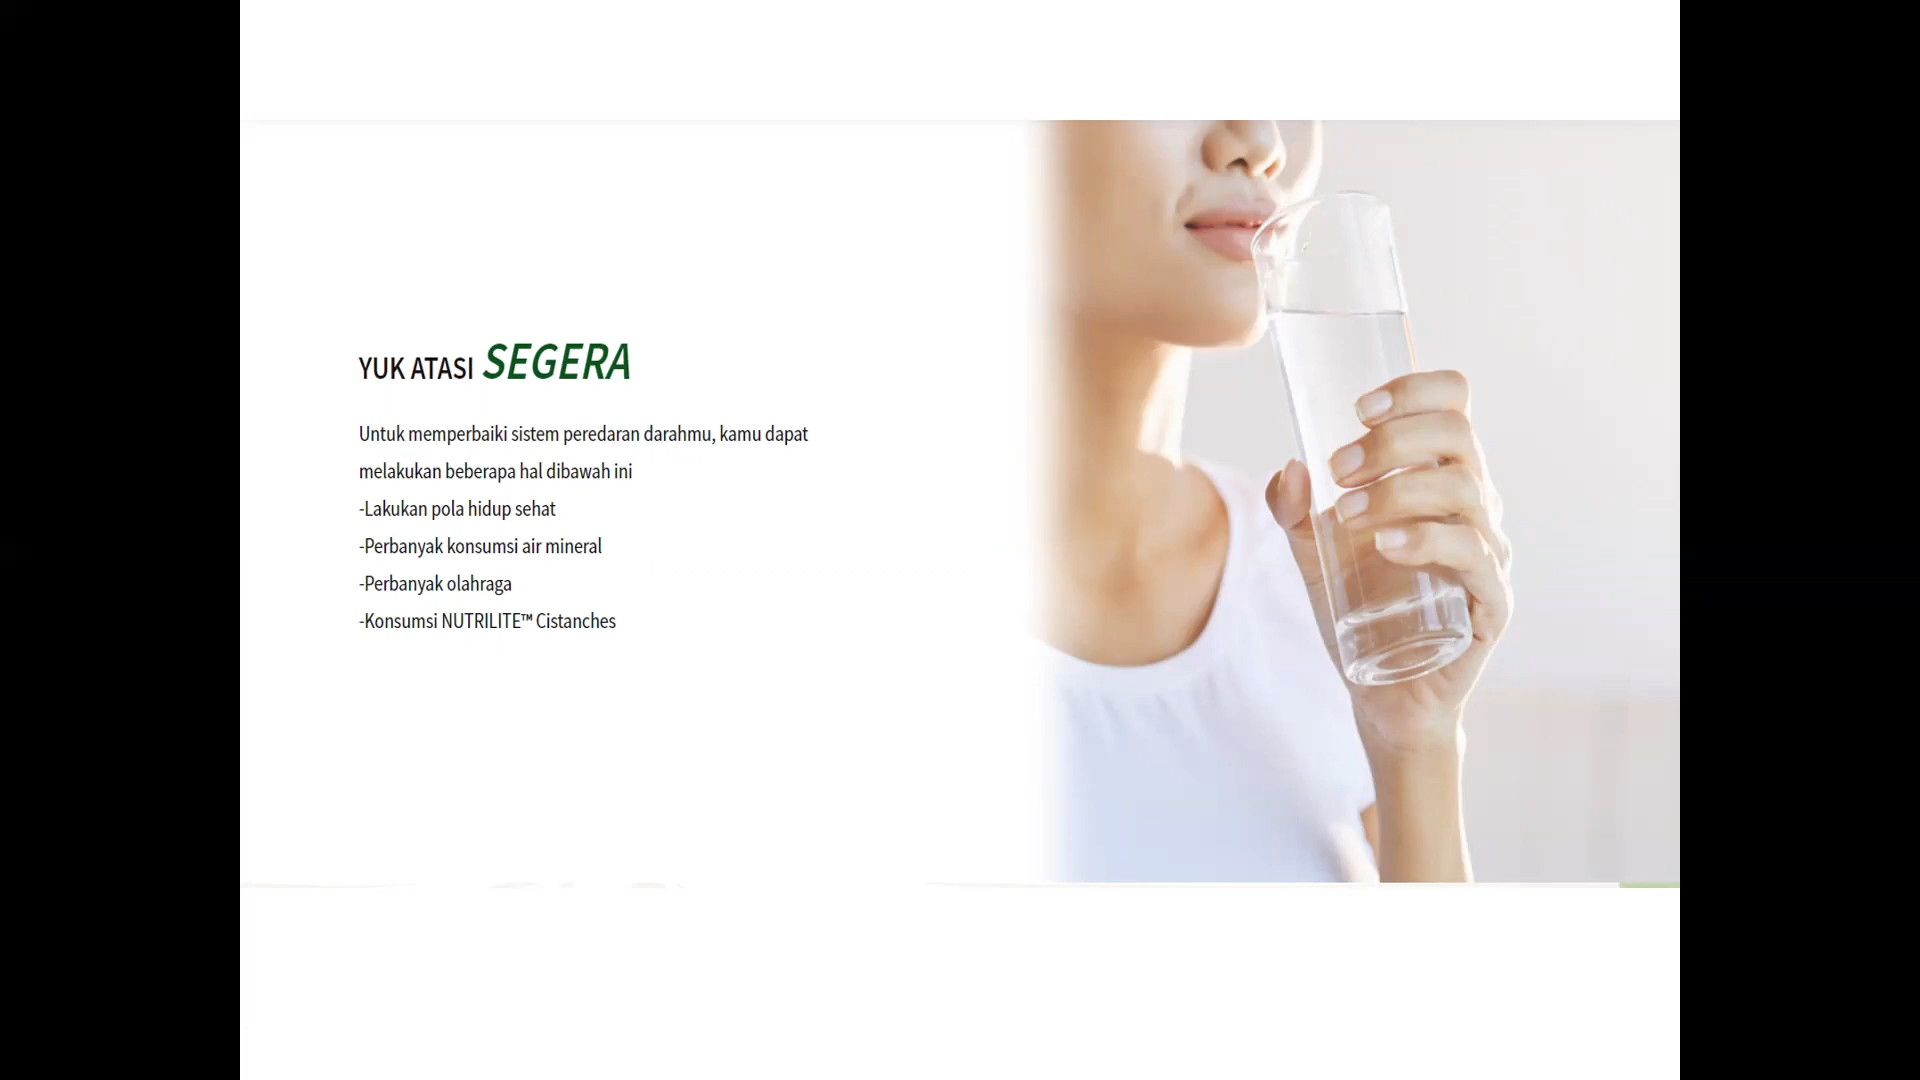 YUK ATASI SEGERA
Untuk memperbaiki sistem peredaran darahmu, kamu dapat
melakukan beberapa hal dibawah ini
-Lakukan pola hidup sehat
-Perbanyak konsumsi air mineral
-Perbanyak olahraga
-Konsumsi NUTRILITE™ Cistanches